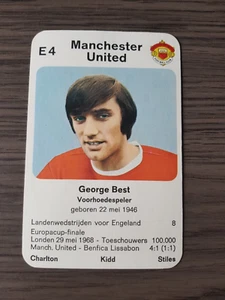 E4
Manchester
United
George Best
Voorhoedespeler
geboren 22 mei 1946
Landenwedstrijden voor Engeland 8
Europacup-finale
Londen 29 mei 1968 - Toeschouwers 100,000
Manch. United - Benfica Lissabon 4:1 (1:1)
Charlton Kidd Stiles